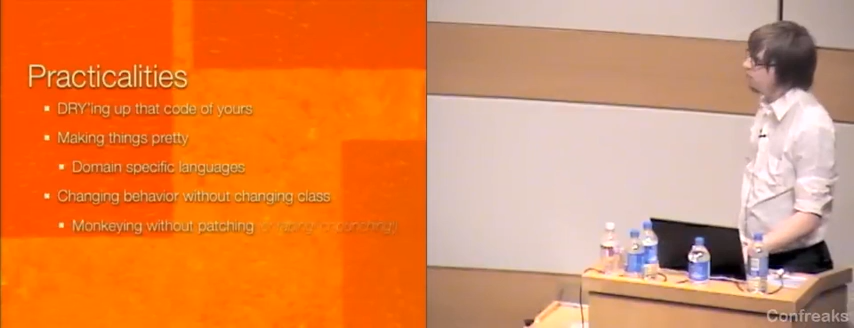 Practicalities
DRY'ing up that code of yours
Making things pretty
Domain specific languages
Changing behavior without changing class
Monkeying without patching
Confreaks